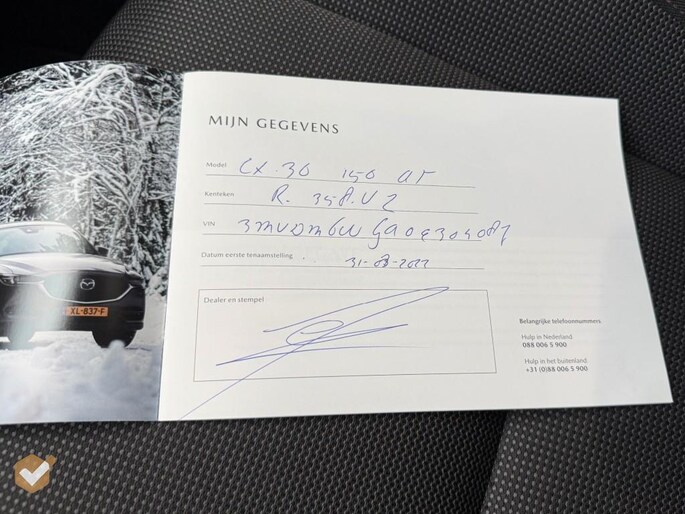 MIJN GEGEVENS
Model CX.30 150 AT
Kenteken R.358.V2
VIN
Datum eerste tenaamstelling 31-08-2022
Dealer en stempel
Belangrijke telefoonnummers:
Hulp in Nederland:
088 006 5 900
Hulp in het buitenland:
+31 (0)88 006 5 900
XL-837-F